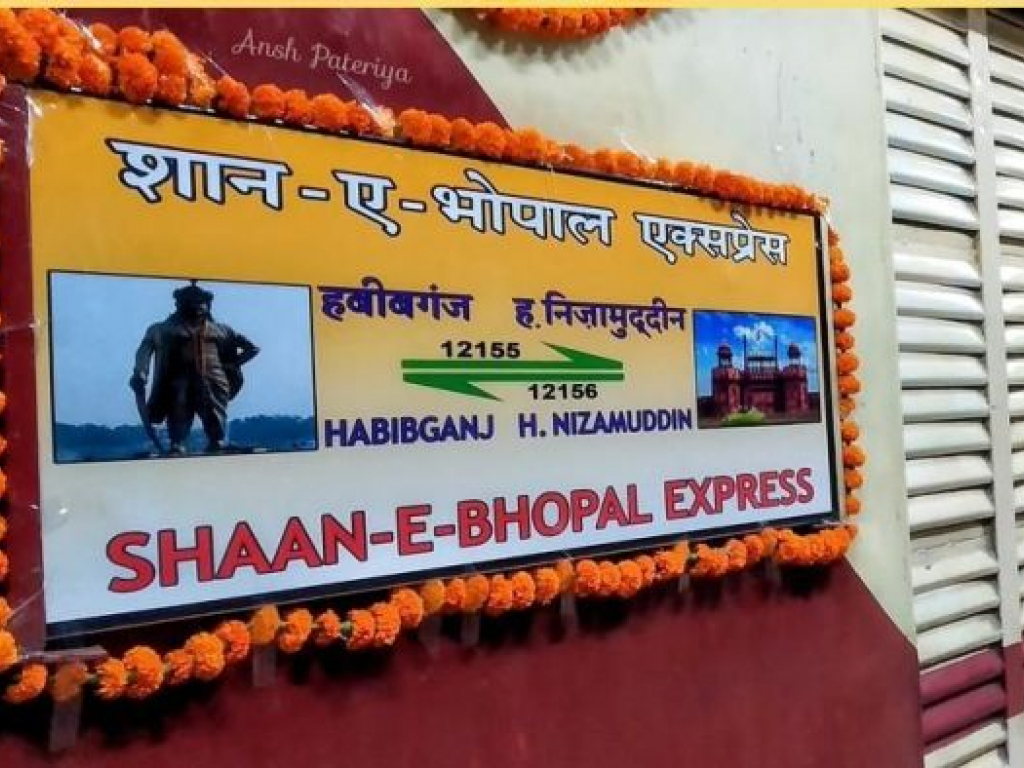 Ansh Pateriya
शान-ए-भोपाल एक्सप्रेस
हबीबगंज ह.निज़ामुद्दीन
12155
12156
HABIBGANJ H. NIZAMUDDIN
SHAAN-E-BHOPAL EXPRESS